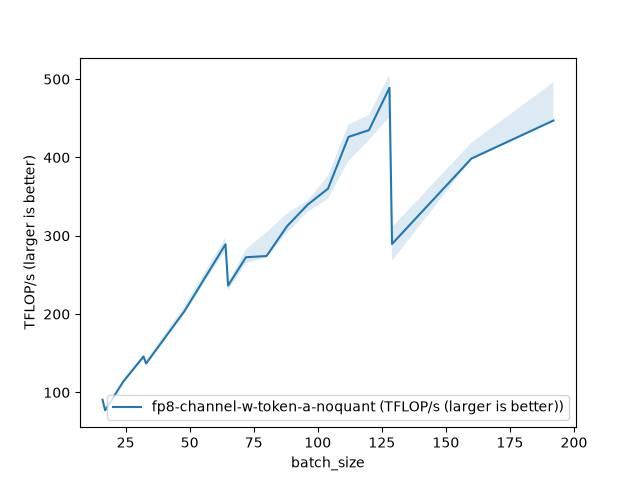 500
400
300
200
100
TFLOP/s (larger is better)
fp8-channel-w-token-a-noquant (TFLOP/s (larger is better))
25 50 75 100 125 150 175 200
batch_size